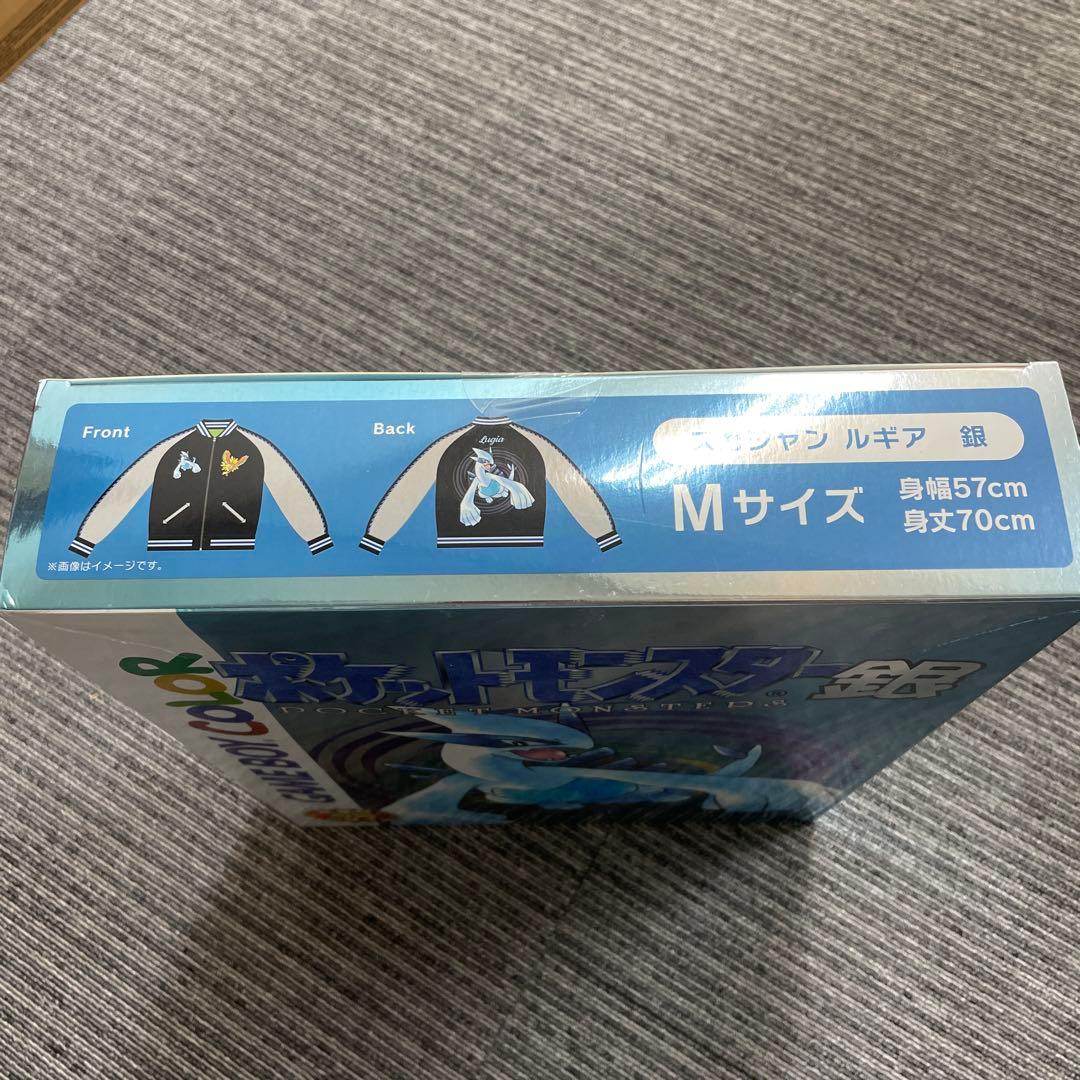 Front
Back
Lugia
スカジャン ルギア 銀
Mサイズ
身幅57cm
身丈70cm
※画像はイメージです。
ポケットモンスター®銀
POCKET MONSTERS
GAME BOY COLOR